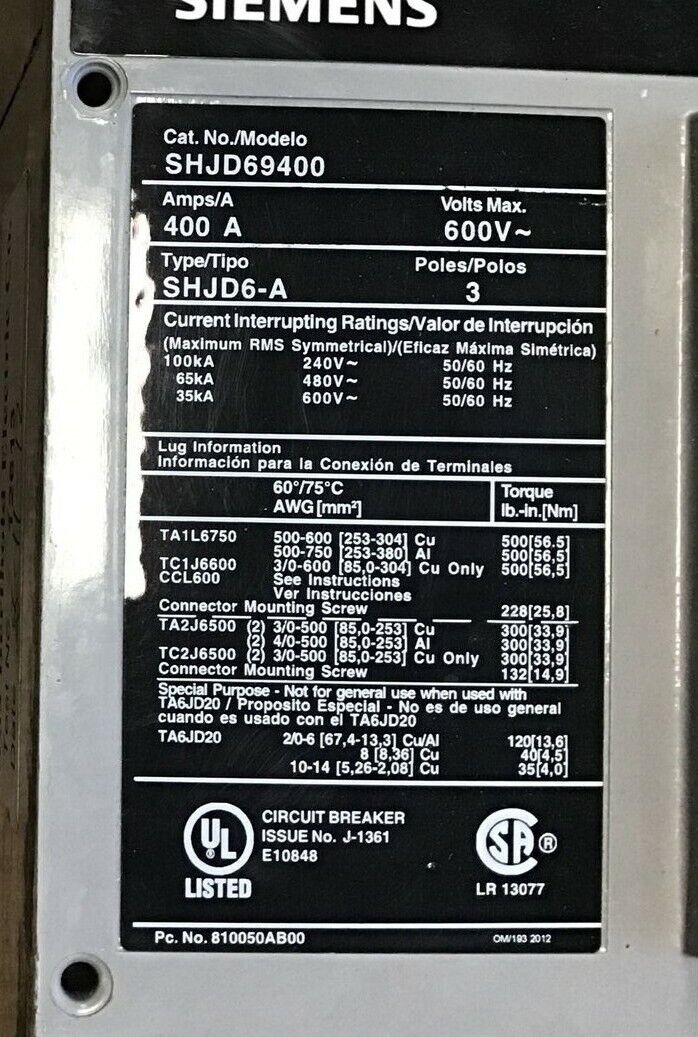 SIEMENS
Cat. No./Modelo
SHJD69400
Amps/A Volts Max.
400 A 600V~
Type/Tipo Poles/Polos
SHJD6-A 3
Current Interrupting Ratings/Valor de Interrupción
(Maximum RMS Symmetrical)/(Eficaz Máxima Simétrica)
100kA 240V~ 50/60 Hz
65kA 480V~ 50/60 Hz
35kA 600V~ 50/60 Hz
Lug Information
Información para la Conexión de Terminales
60°/75°C Torque
AWG[mm²] lb.-in.[Nm]
TA1L6750 500-600 [253-304] Cu 500[56.5]
500-750 [253-380] Al 500[56,5]
TC1J6600 3/0-600 [85,0-304] Cu Only 500[56,5]
CCL600 See Instructions
Ver Instrucciones
Connector Mounting Screw 228[25,8]
TA2J6500 (2) 3/0-500 [85,0-253] Cu 300[33,9]
(2) 4/0-500 [85,0-253] Al 300[33,9]
TC2J6500 (2) 3/0-500 [85,0-253] Cu Only 300[33,9]
Connector Mounting Screw 132[14,9]
Special Purpose - Not for general use when used with
TA6JD20 / Proposito Especial - No es de uso general
cuando es usado con el TA6JD20
TA6JD20 2/0-6 [67,4-13,3] Cu/Al 120[13,6]
8 [8,36] Cu 40[4,5]
10-14 [5,26-2,08] Cu 35[4,0]
UL
LISTED
CIRCUIT BREAKER
ISSUE No. J-1361
E10848
CSA®
LR 13077
Pc. No. 810050AB00 OM/193 2012